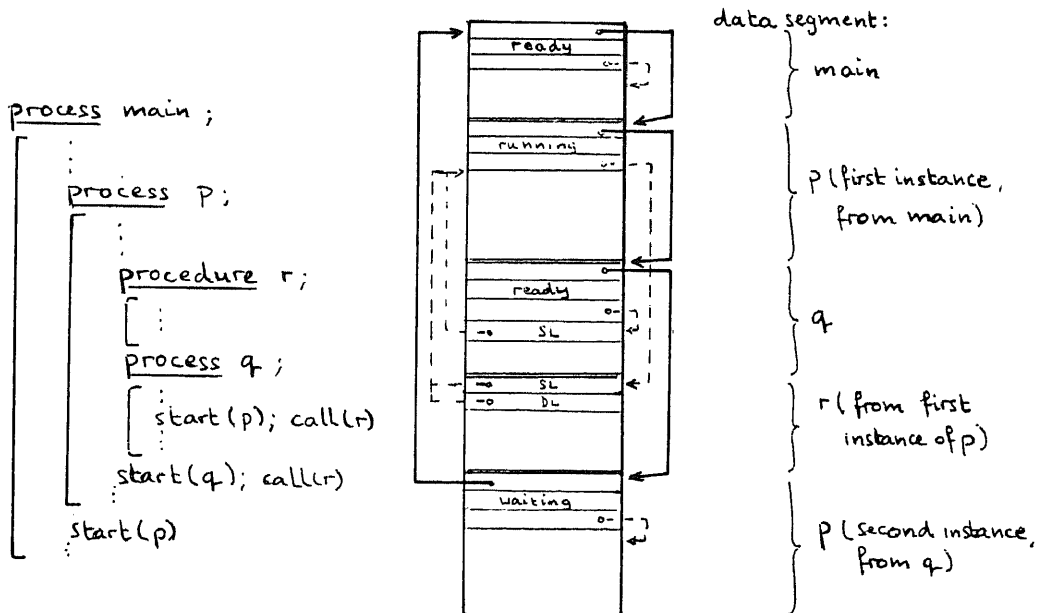 process main ;
process p ;
procedure r ;
process q ;
start(p); call(r)
start(q); call(r)
start(p)
ready
running
ready
SL
SL
DL
waiting
data segment:
main
p (first instance,
from main)
q
r (from first
instance of p)
p (second instance,
from q)